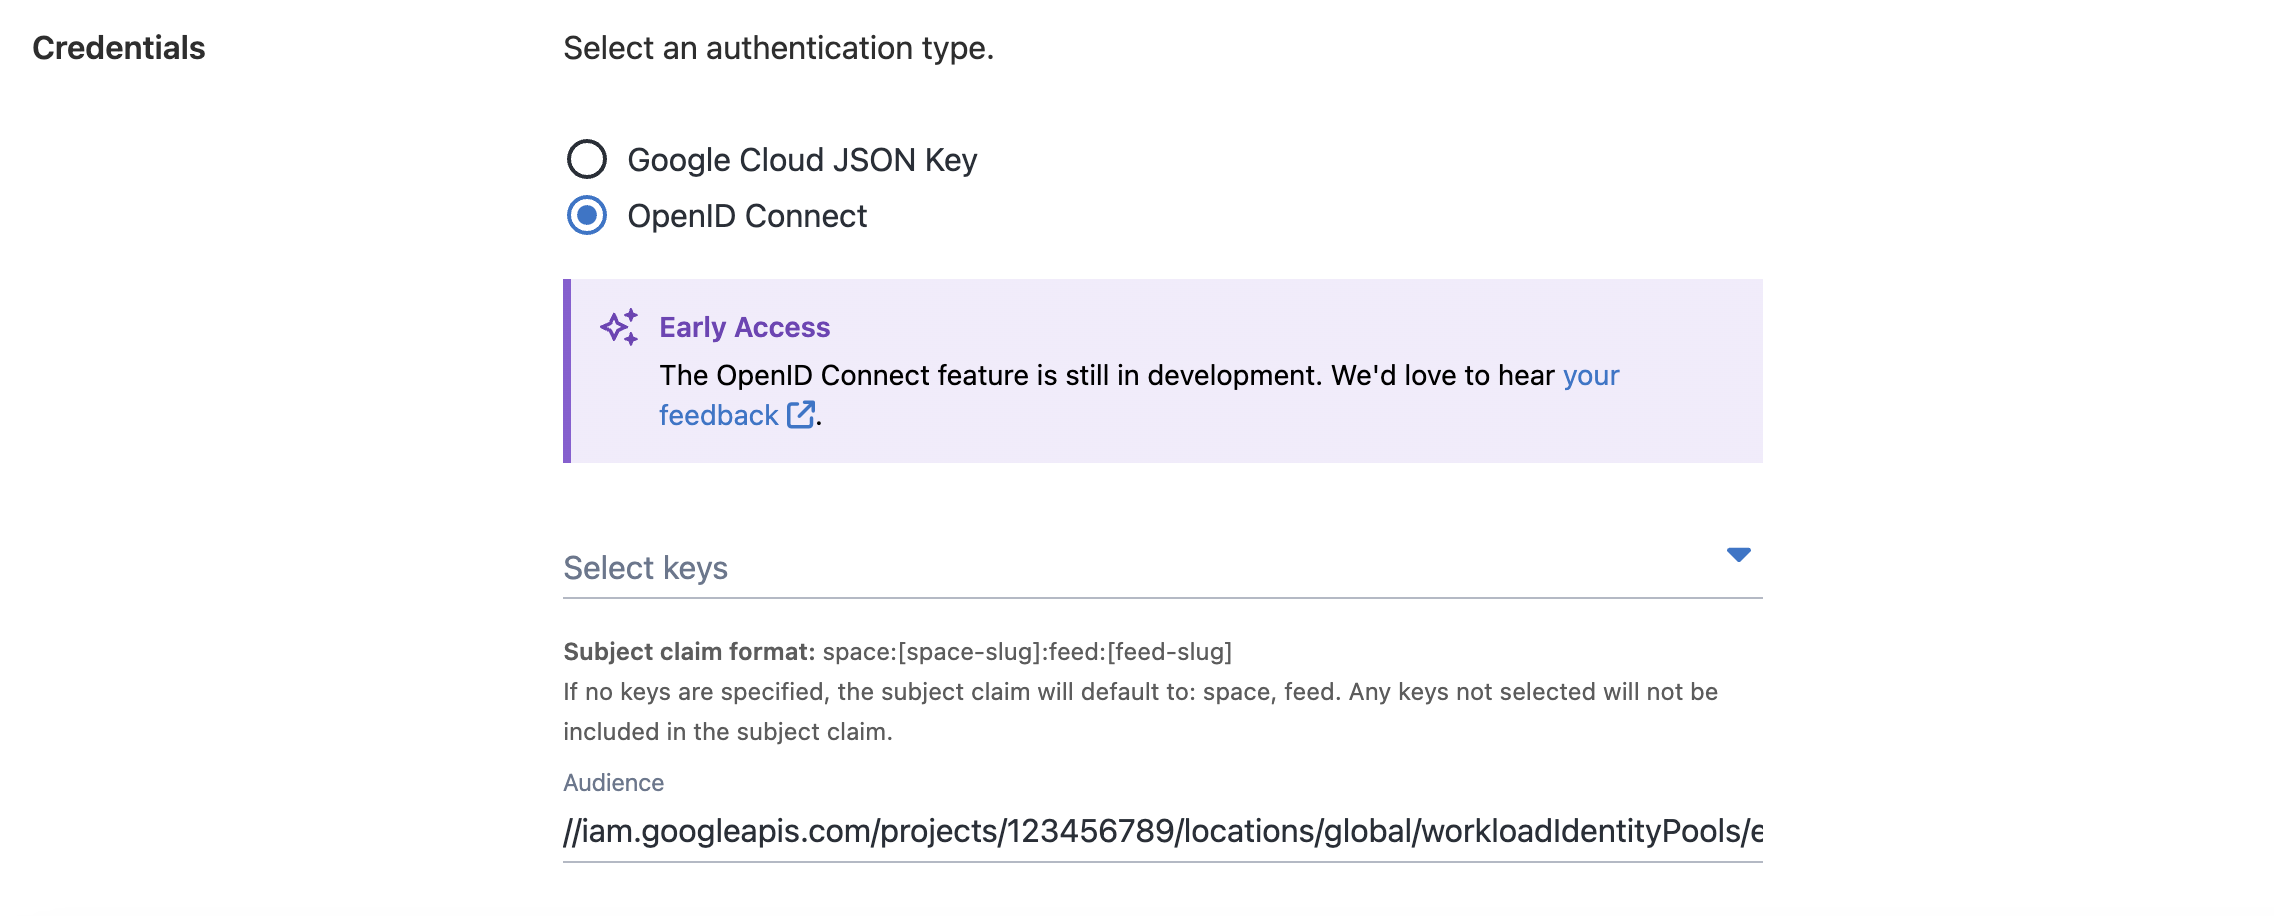 Credentials
Select an authentication type.
Google Cloud JSON Key
OpenID Connect
Early Access
The OpenID Connect feature is still in development. We'd love to hear your
feedback.
Select keys
Subject claim format: space:[space-slug]:feed:[feed-slug]
If no keys are specified, the subject claim will default to: space, feed. Any keys not selected will not be
included in the subject claim.
Audience
//iam.googleapis.com/projects/123456789/locations/global/workloadIdentityPools/e